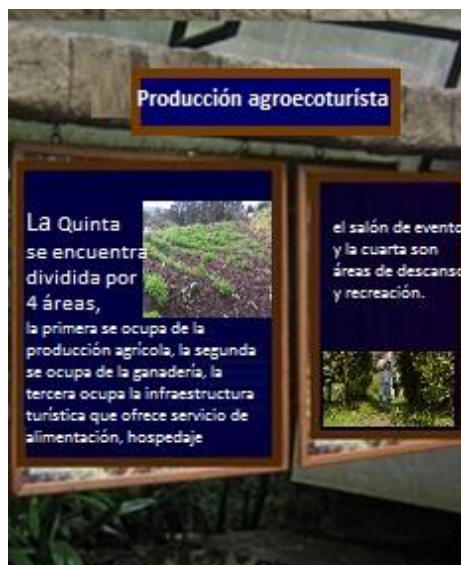 Producción agroecoturísta
La Quinta
se encuentra
dividida por
4 áreas,
la primera se ocupa de la
producción agrícola, la segunda
se ocupa de la ganadería, la
tercera ocupa la infraestructura
turística que ofrece servicio de
alimentación, hospedaje
el salón de evento
y la cuarta son
áreas de descanso
y recreación.